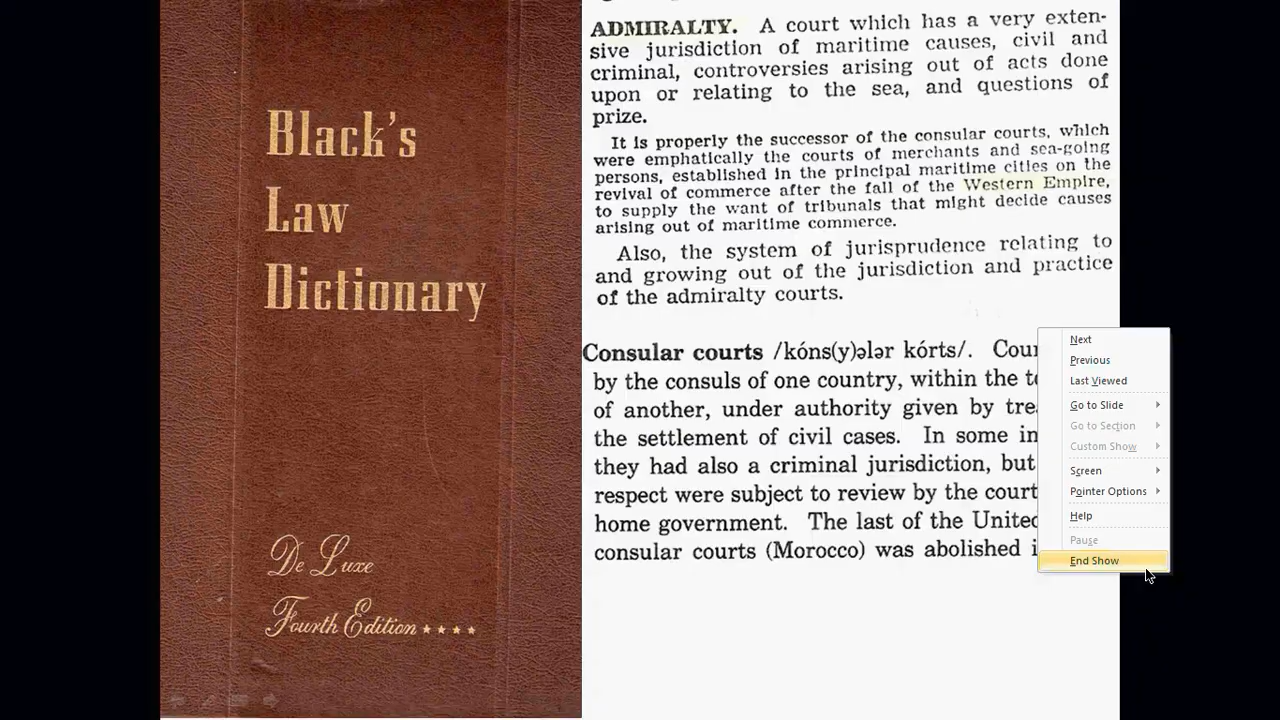 Black's
Law
Dictionary
De Luxe
Fourth Edition ★★★★
ADMIRALTY. A court which has a very exten-
sive jurisdiction of maritime causes, civil and
criminal, controversies arising out of acts done
upon or relating to the sea, and questions of
prize.
It is properly the successor of the consular courts, which
were emphatically the courts of merchants and sea-going
persons, established in the principal maritime cities on the
revival of commerce after the fall of the Western Empire,
to supply the want of tribunals that might decide causes
arising out of maritime commerce.
Also, the system of jurisprudence relating to
and growing out of the jurisdiction and practice
of the admiralty courts.
Consular courts /kóns(y)ələr kórts/. Cour
by the consuls of one country, within the t
of another, under authority given by tre
the settlement of civil cases. In some in
they had also a criminal jurisdiction, but
respect were subject to review by the court
home government. The last of the United
consular courts (Morocco) was abolished i
Next
Previous
Last Viewed
Go to Slide
Go to Section
Custom Show
Screen
Pointer Options
Help
Pause
End Show